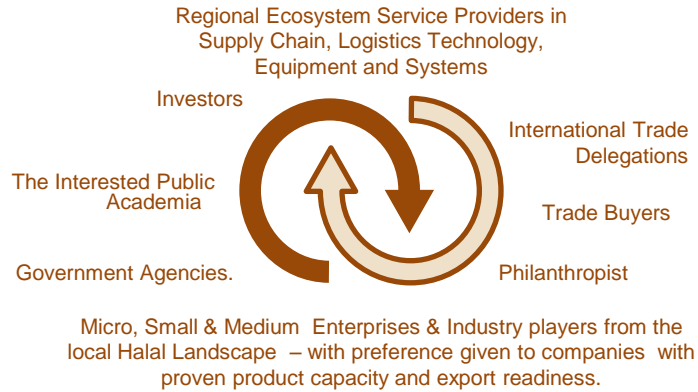 Regional Ecosystem Service Providers in
Supply Chain, Logistics Technology,
Equipment and Systems
Investors
International Trade
Delegations
The Interested Public
Academia
Trade Buyers
Government Agencies.
Philanthropist
Micro, Small & Medium Enterprises & Industry players from the
local Halal Landscape – with preference given to companies with
proven product capacity and export readiness.